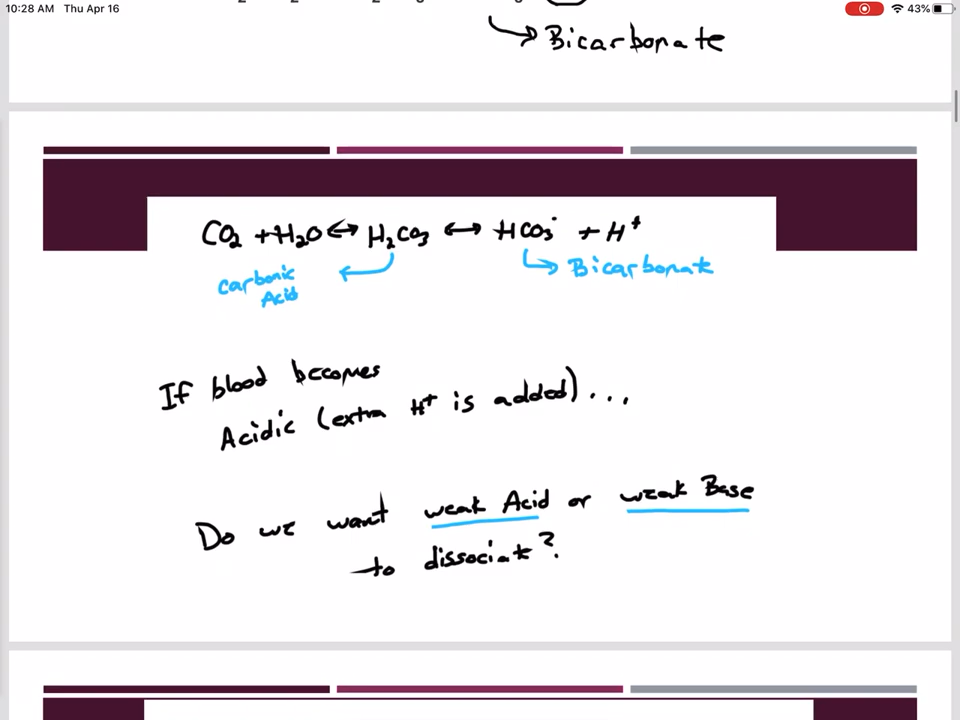 10:28 AM Thu Apr 16
43%
Bicarbonate
CO2 + H2O ↔ H2CO3 ↔ HCO3- + H+
Carbonic
Acid
Bicarbonate
If blood becomes
Acidic (extra H+ is added)...
Do we want weak Acid or weak Base
to dissociate?